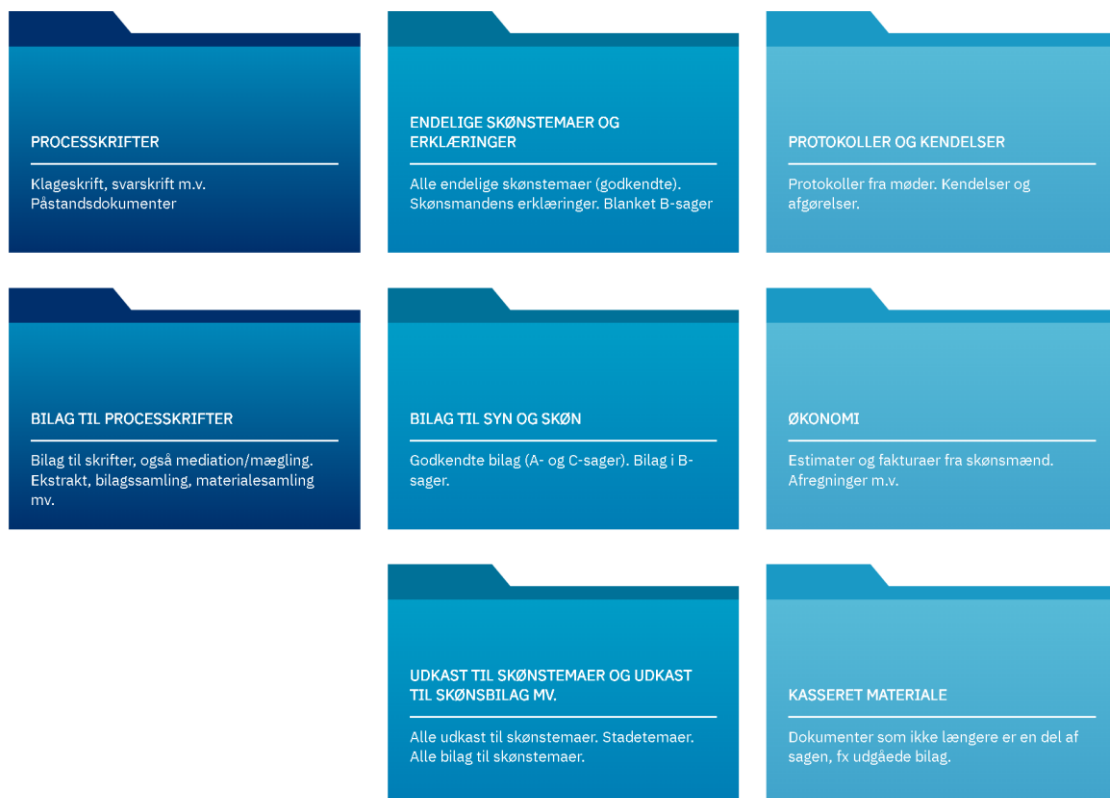 PROCESSKRIFTER
Klageskrift, svarskrift m.v.
Påstandsdokumenter
ENDELIGE SKØNSTEMAER OG
ERKLÆRINGER
Alle endelige skønstemaer (godkendte).
Skønsmandens erklæringer. Blanket B-sager
PROTOKOLLER OG KENDELSER
Protokoller fra møder. Kendelser og
afgørelser.
BILAG TIL PROCESSKRIFTER
Bilag til skrifter, også mediation/mægling.
Ekstrakt, bilagssamling, materialesamling
mv.
BILAG TIL SYN OG SKØN
Godkendte bilag (A- og C-sager). Bilag i B-
sager.
ØKONOMI
Estimater og fakturaer fra skønsmænd.
Afregninger m.v.
UDKAST TIL SKØNSTEMAER OG UDKAST
TIL SKØNSBILAG MV.
Alle udkast til skønstemaer. Stadetemaer.
Alle bilag til skønstemaer.
KASSERET MATERIALE
Dokumenter som ikke længere er en del af
sagen, fx udgåede bilag.